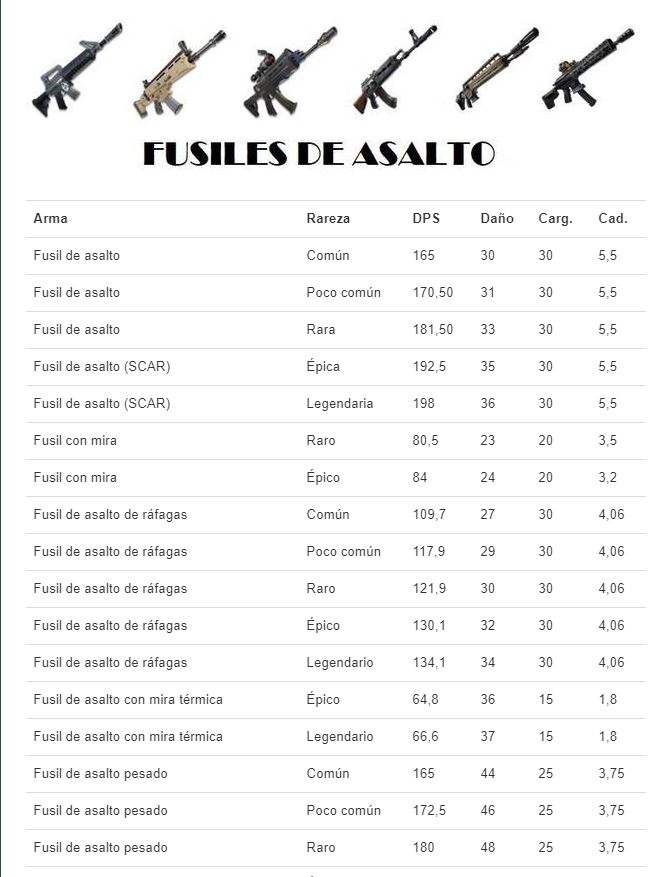 FUSILES DE ASALTO
Arma Rareza DPS Daño Carg. Cad.
Fusil de asalto Común 165 30 30 5,5
Fusil de asalto Poco común 170,50 31 30 5,5
Fusil de asalto Rara 181,50 33 30 5,5
Fusil de asalto (SCAR) Épica 192,5 35 30 5,5
Fusil de asalto (SCAR) Legendaria 198 36 30 5,5
Fusil con mira Raro 80,5 23 20 3,5
Fusil con mira Épico 84 24 20 3,2
Fusil de asalto de ráfagas Común 109,7 27 30 4,06
Fusil de asalto de ráfagas Poco común 117,9 29 30 4,06
Fusil de asalto de ráfagas Raro 121,9 30 30 4,06
Fusil de asalto de ráfagas Épico 130,1 32 30 4,06
Fusil de asalto de ráfagas Legendario 134,1 34 30 4,06
Fusil de asalto con mira térmica Épico 64,8 36 15 1,8
Fusil de asalto con mira térmica Legendario 66,6 37 15 1,8
Fusil de asalto pesado Común 165 44 25 3,75
Fusil de asalto pesado Poco común 172,5 46 25 3,75
Fusil de asalto pesado Raro 180 48 25 3,75